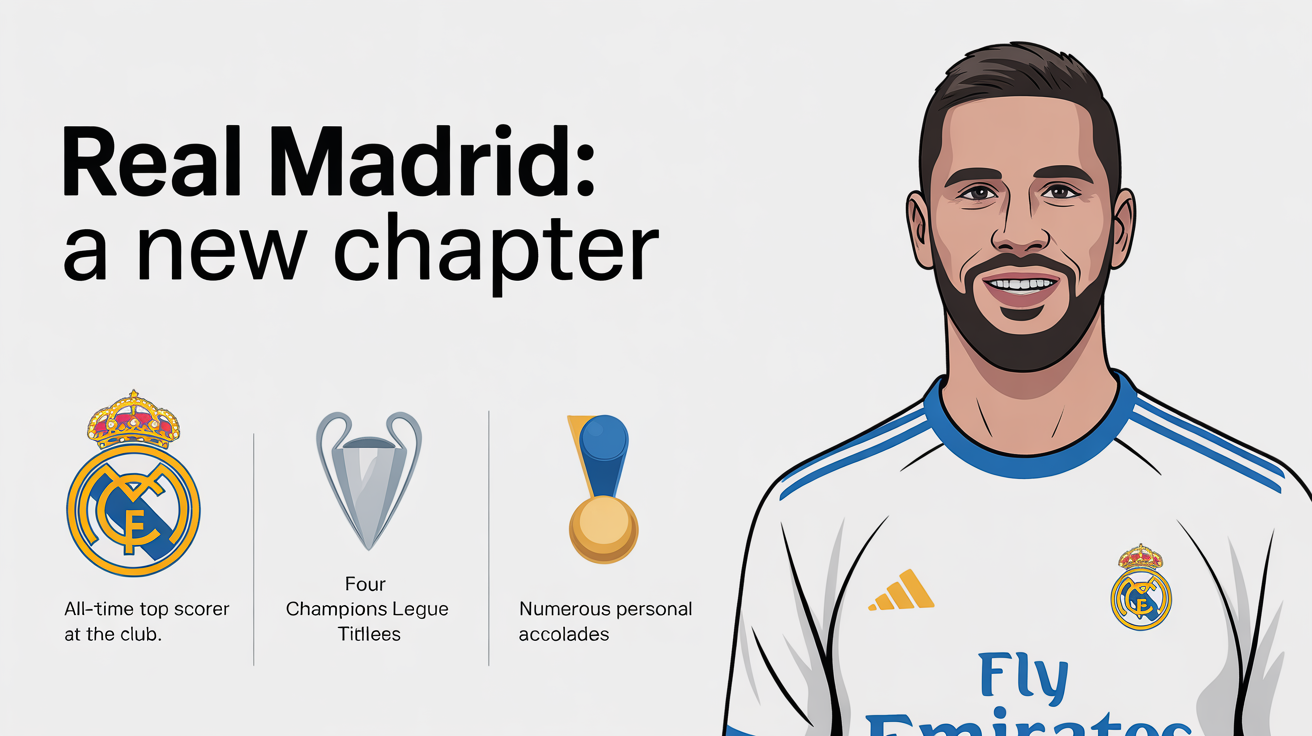 Real Madrid:
a new chapter
All-time top scorer
at the club.
Four
Champions Legue
Titllees
Numerous personal
accolades
Fly
Emirates